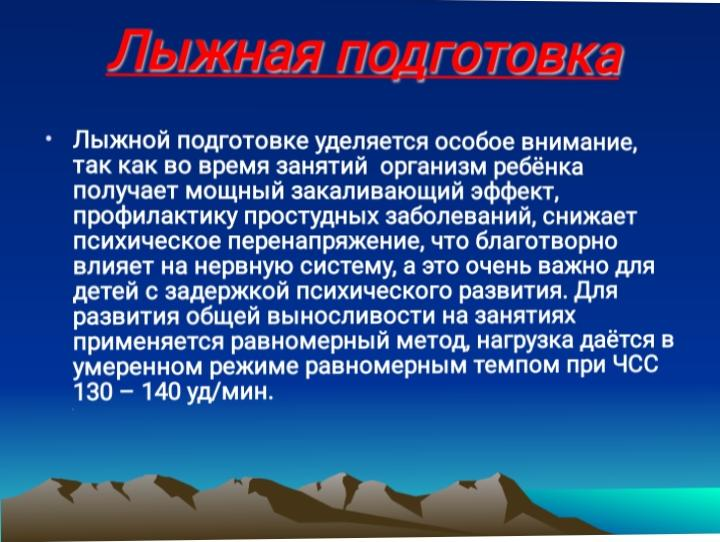 Лыжная подготовка
• Лыжной подготовке уделяется особое внимание,
так как во время занятий организм ребёнка
получает мощный закаливающий эффект,
профилактику простудных заболеваний, снижает
психическое перенапряжение, что благотворно
влияет на нервную систему, а это очень важно для
детей с задержкой психического развития. Для
развития общей выносливости на занятиях
применяется равномерный метод, нагрузка даётся в
умеренном режиме равномерным темпом при ЧСС
130 – 140 уд/мин.